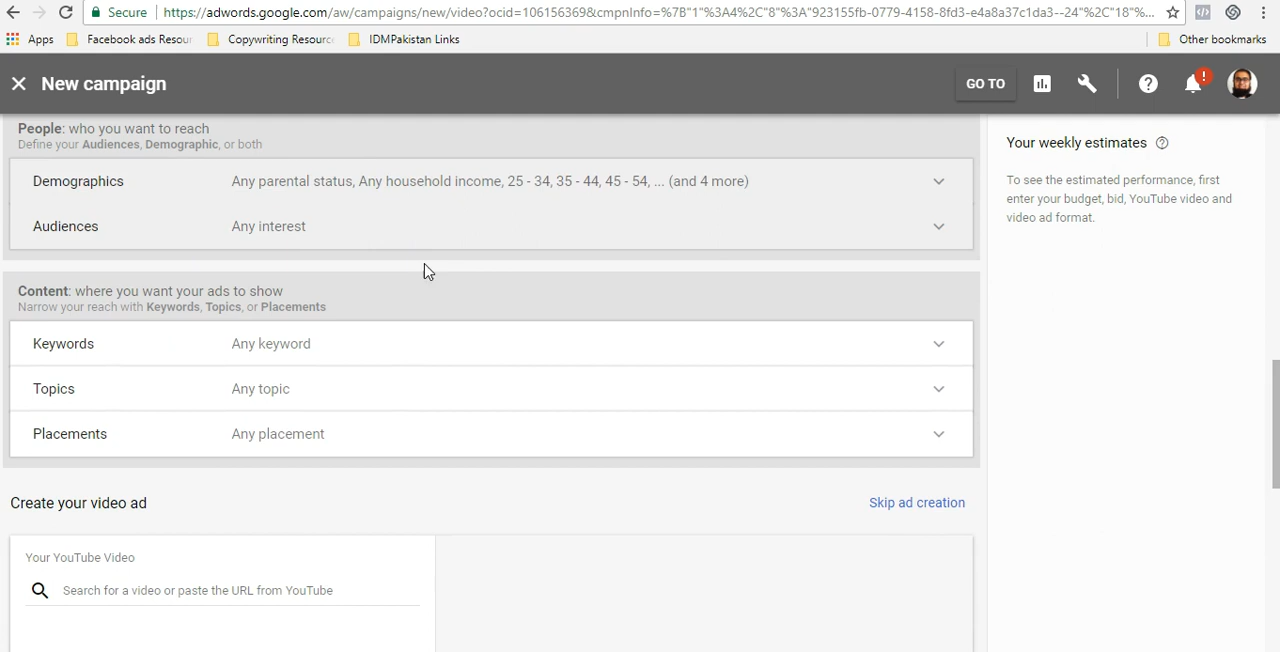 Secure
https://adwords.google.com/aw/campaigns/new/video?ocid=106156369&cmpnInfo=%7B"1"%3A4%2C"8"%3A"923155fb-0779-4158-8fd3-e4a8a37c1da3--24"%2C"18"%...
Apps Facebook ads Resou Copywriting Resourc IDMPakistan Links Other bookmarks
New campaign GO TO
People: who you want to reach
Define your Audiences, Demographic, or both
Demographics Any parental status, Any household income, 25 - 34, 35 - 44, 45 - 54, ... (and 4 more)
Audiences Any interest
Content: where you want your ads to show
Narrow your reach with Keywords, Topics, or Placements
Keywords Any keyword
Topics Any topic
Placements Any placement
Create your video ad Skip ad creation
Your YouTube Video
Search for a video or paste the URL from YouTube
Your weekly estimates
To see the estimated performance, first
enter your budget, bid, YouTube video and
video ad format.